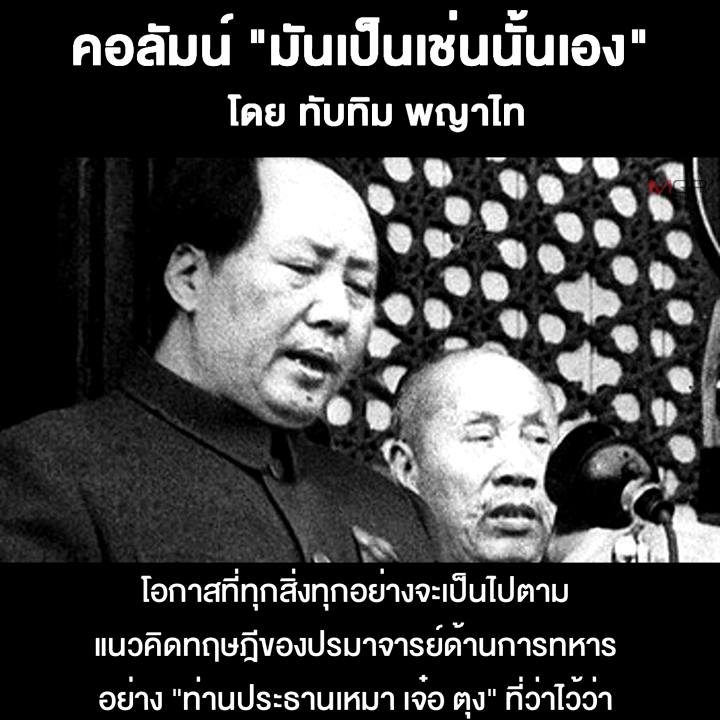 คอลัมน์ "มันเป็นเช่นนั้นเอง"
โดย ทับทิม พญาไท
โอกาสที่ทุกสิ่งทุกอย่างจะเป็นไปตาม
แนวคิดทฤษฎีของปรมาจารย์ด้านการทหาร
อย่าง "ท่านประธานเหมา เจ๋อ ตุง" ที่ว่าไว้ว่า